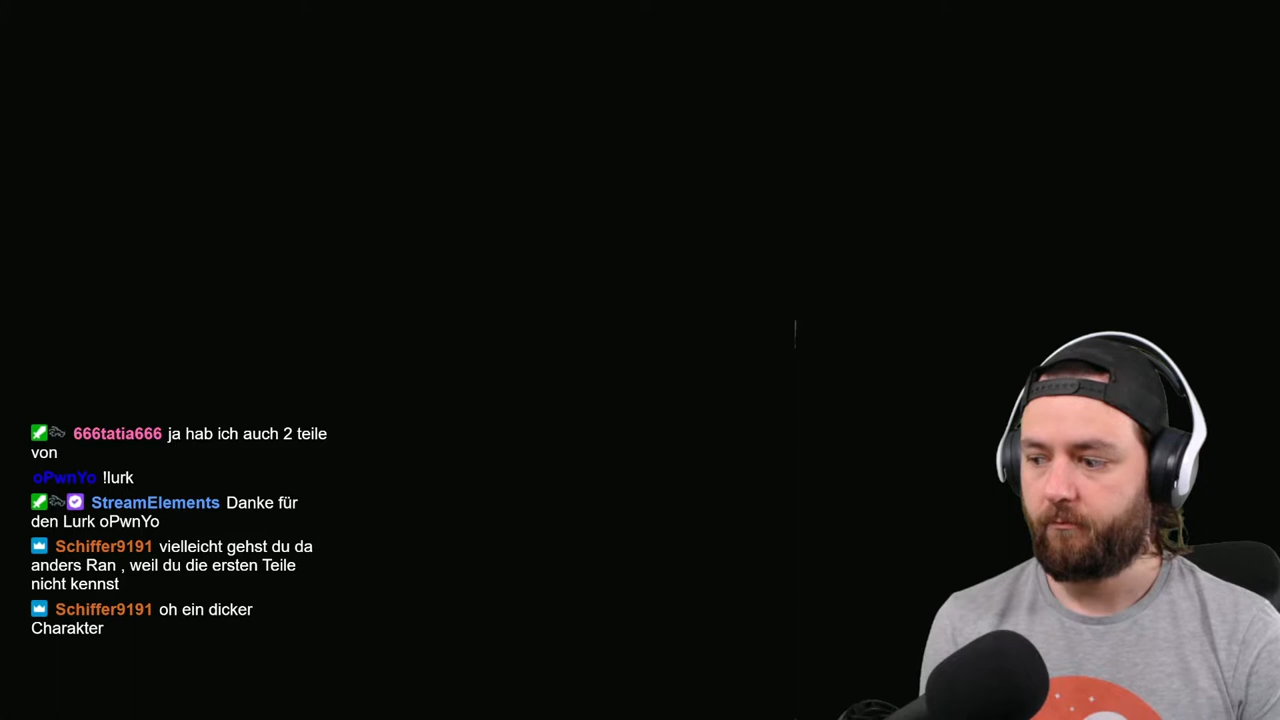 666tatia666 ja hab ich auch 2 teile
von
oPwnYo !lurk
StreamElements Danke für
den Lurk oPwnYo
Schiffer9191 vielleicht gehst du da
anders Ran , weil du die ersten Teile
nicht kennst
Schiffer9191 oh ein dicker
Charakter